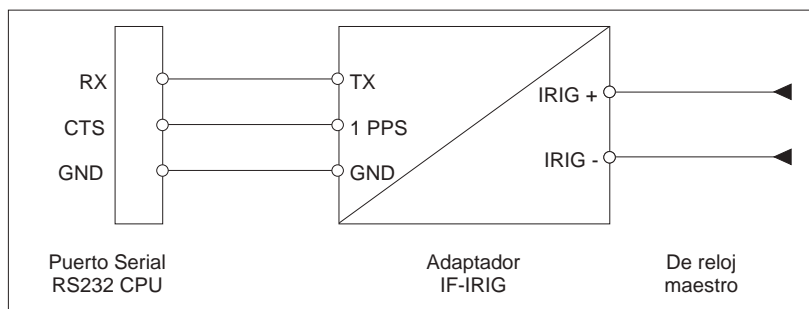 RX
TX
IRIG +
CTS
1 PPS
GND
GND
IRIG -
Puerto Serial
RS232 CPU
Adaptador
IF-IRIG
De reloj
maestro